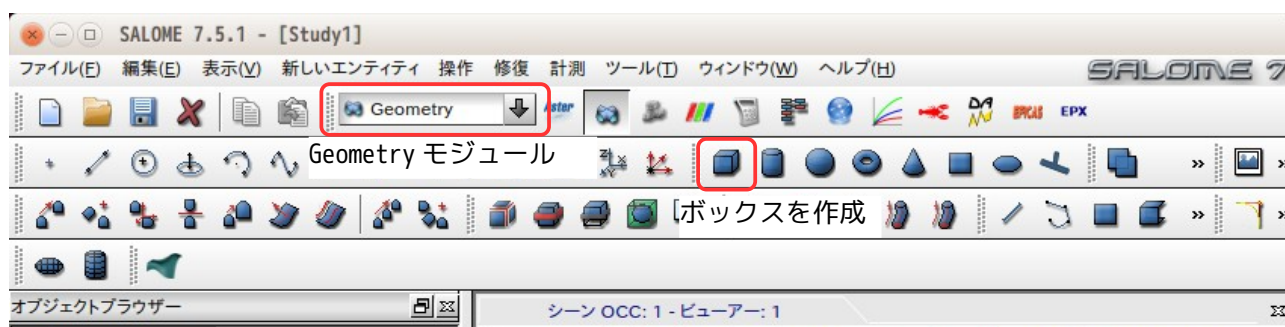 SALOME 7.5.1 - [Study1]
ファイル(F) 編集(E) 表示(V) 新しいエンティティ 操作 修復 計測 ツール(T) ウィンドウ(W) ヘルプ(H) SALOME 7
Geometry Aster EFICAS EPX
Geometry モジュール
ボックスを作成
オブジェクトブラウザー シーン OCC: 1 - ビューアー: 1